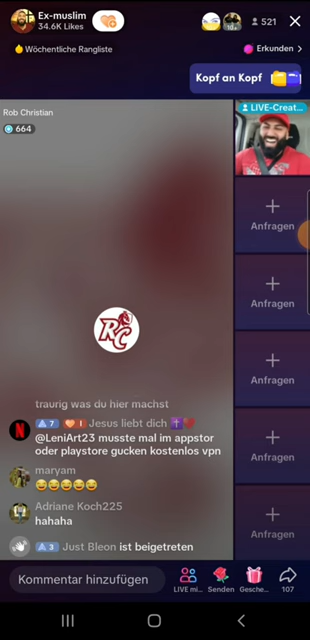 Ex-muslim
34.6K Likes
1d+
521
Wöchentliche Rangliste
Erkunden
Kopf an Kopf
Rob Christian
664
LIVE-Creat...
Anfragen
Anfragen
Anfragen
Anfragen
Anfragen
RC
traurig was du hier machst
7 1 Jesus liebt dich ✝️❤️
@LeniArt23 musste mal im appstor
oder playstore gucken kostenlos vpn
maryam
😂😂😂😂😂
Adriane Koch225
hahaha
3 Just Bleon ist beigetreten
Kommentar hinzufügen
LIVE mi...
Senden
Gesche...
107